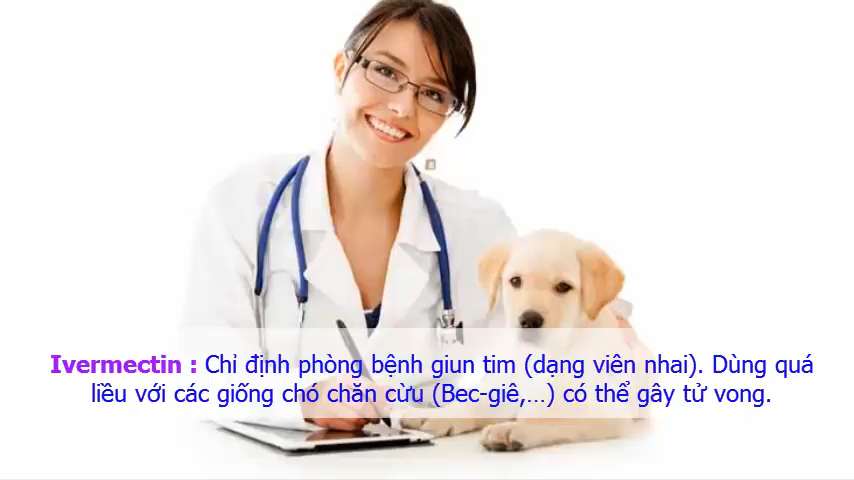 Ivermectin : Chỉ định phòng bệnh giun tim (dạng viên nhai). Dùng quá
liều với các giống chó chăn cừu (Bec-giê,...) có thể gây tử vong.